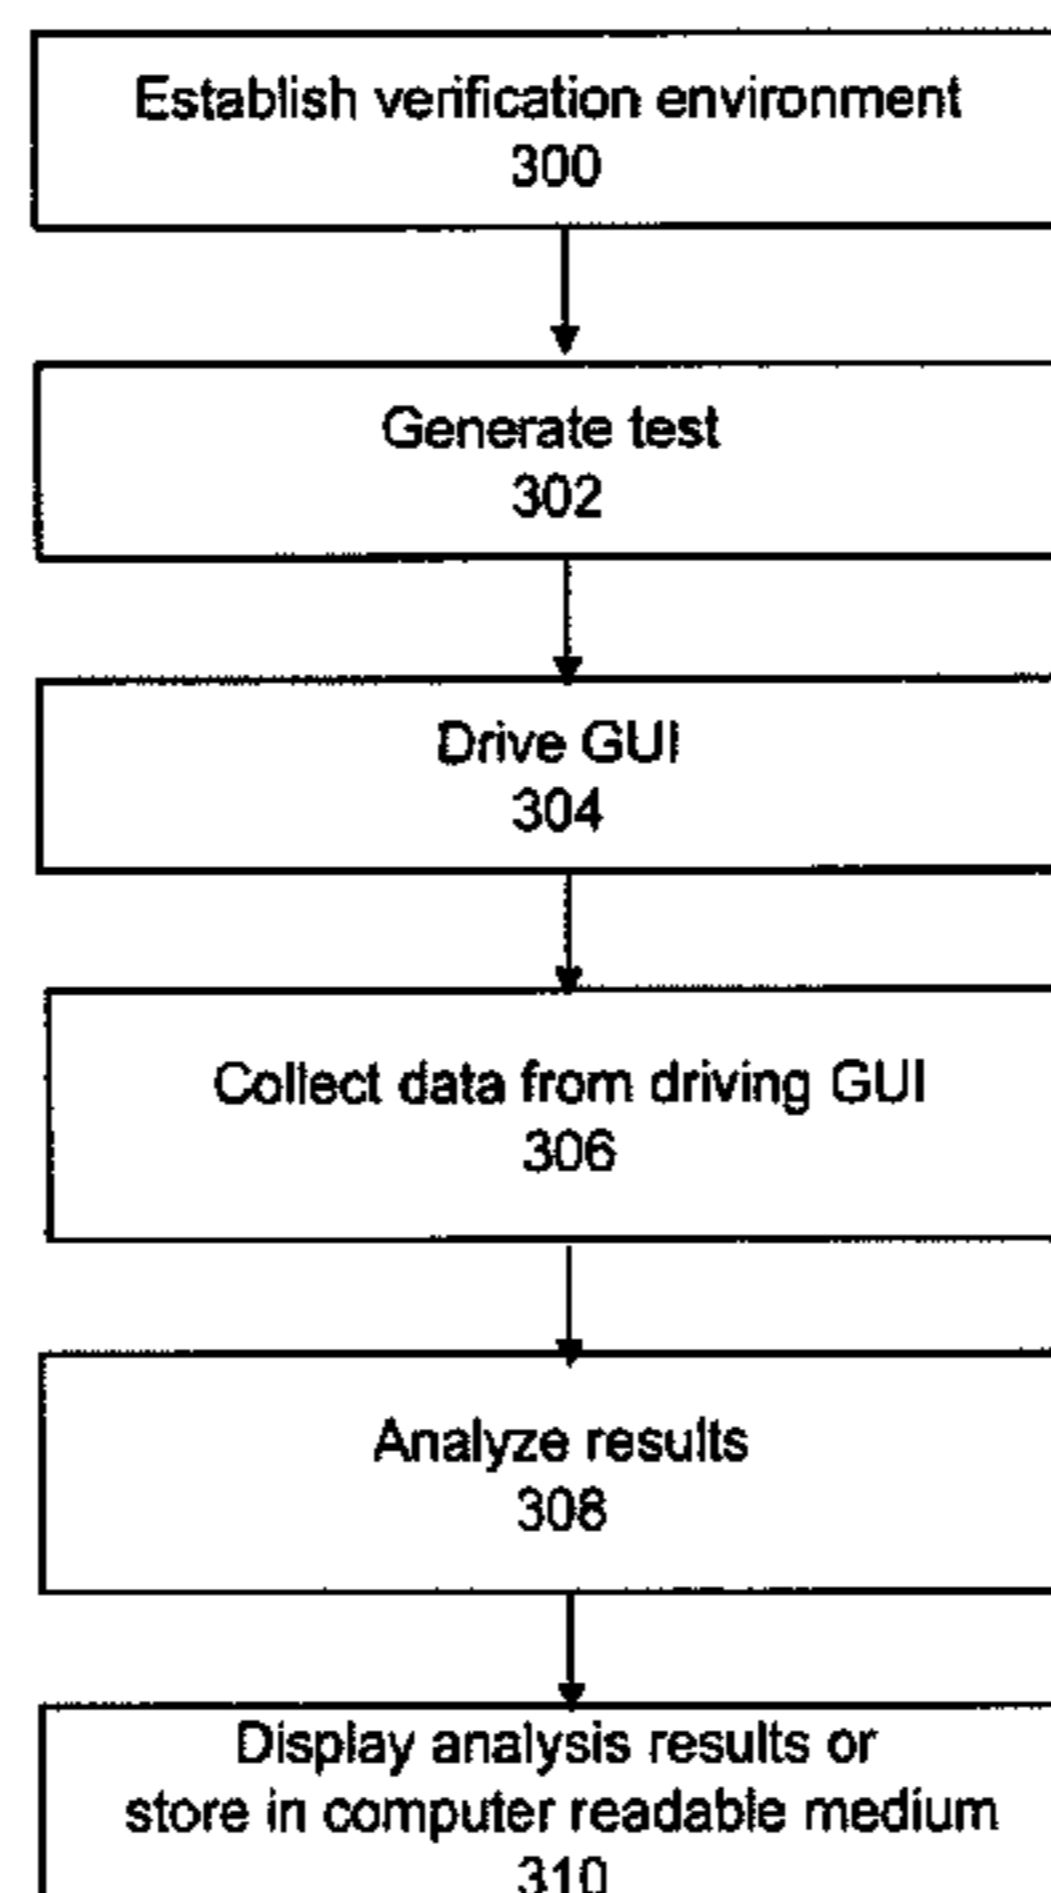 Establish verification environment
300
Generate test
302
Drive GUI
304
Collect data from driving GUI
306
Analyze results
308
Display analysis results or
store in computer readable medium
310